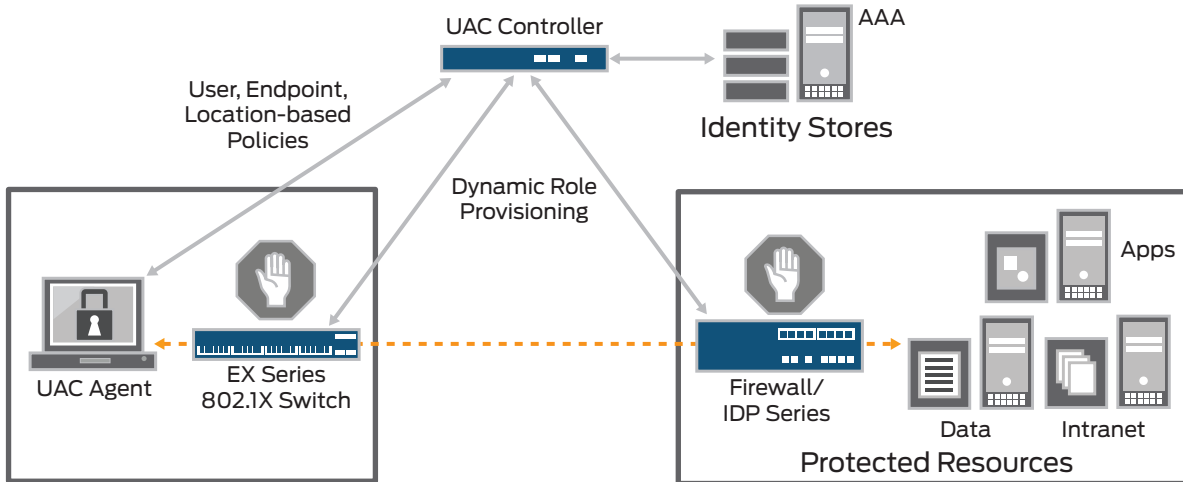 UAC Controller
AAA
Identity Stores
User, Endpoint,
Location-based
Policies
Dynamic Role
Provisioning
UAC Agent
EX Series
802.1X Switch
Firewall/
IDP Series
Apps
Data
Intranet
Protected Resources